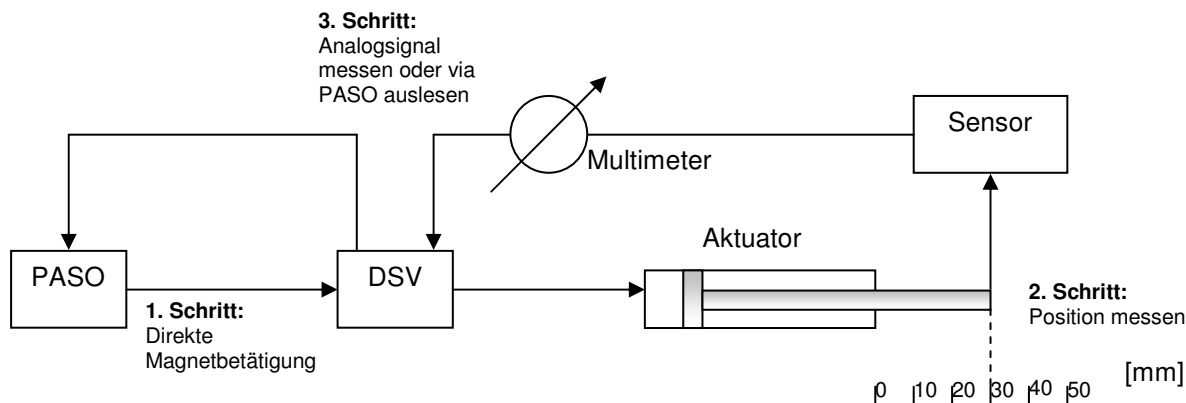 3. Schritt:
Analogsignal
messen oder via
PASO auslesen
Sensor
Multimeter
Aktuator
PASO
DSV
1. Schritt:
Direkte
Magnetbetätigung
2. Schritt:
Position messen
[mm]
0 10 20 30 40 50